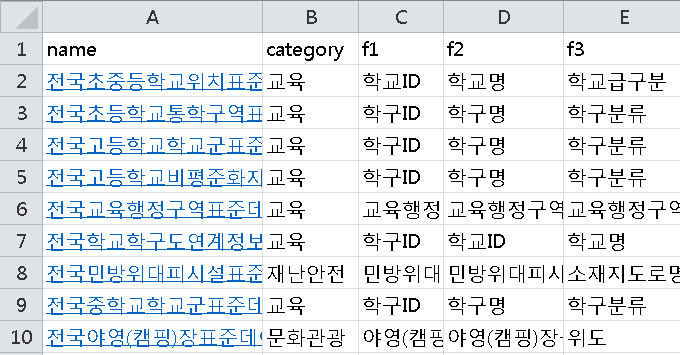 A B C D E
1 name category f1 f2 f3
2 전국초중등학교위치표준 교육 학교ID 학교명 학교급구분
3 전국초등학교통학구역표 교육 학구ID 학구명 학구분류
4 전국고등학교학교군표준 교육 학구ID 학구명 학구분류
5 전국고등학교비평준화지 교육 학구ID 학구명 학구분류
6 전국교육행정구역표준데 교육 교육행정 교육행정구역 교육행정구역
7 전국학교학구도연계정보 교육 학구ID 학교ID 학교명
8 전국민방위대피시설표준 재난안전 민방위대 민방위대피시 소재지도로명
9 전국중학교학교군표준데 교육 학구ID 학구명 학구분류
10 전국야영(캠핑)장표준데이 문화관광 야영(캠핑 야영(캠핑)장 위도